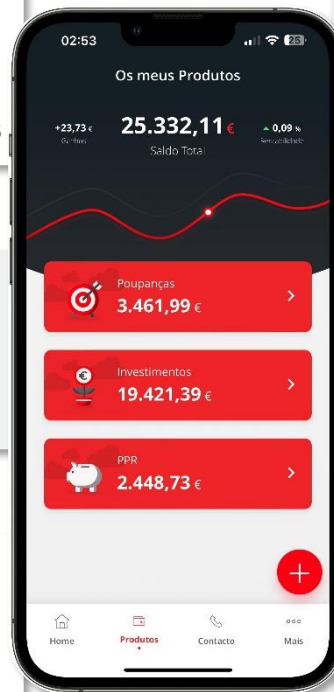 02:53
25
Os meus Produtos
+23,73 €
Ganhos
25.332,11 €
Saldo Total
0,09 %
Rentabilidade
Poupanças
3.461,99 €
Investimentos
19.421,39 €
€
PPR
2.448,73 €
+
Home
Produtos
Contacto
Mais